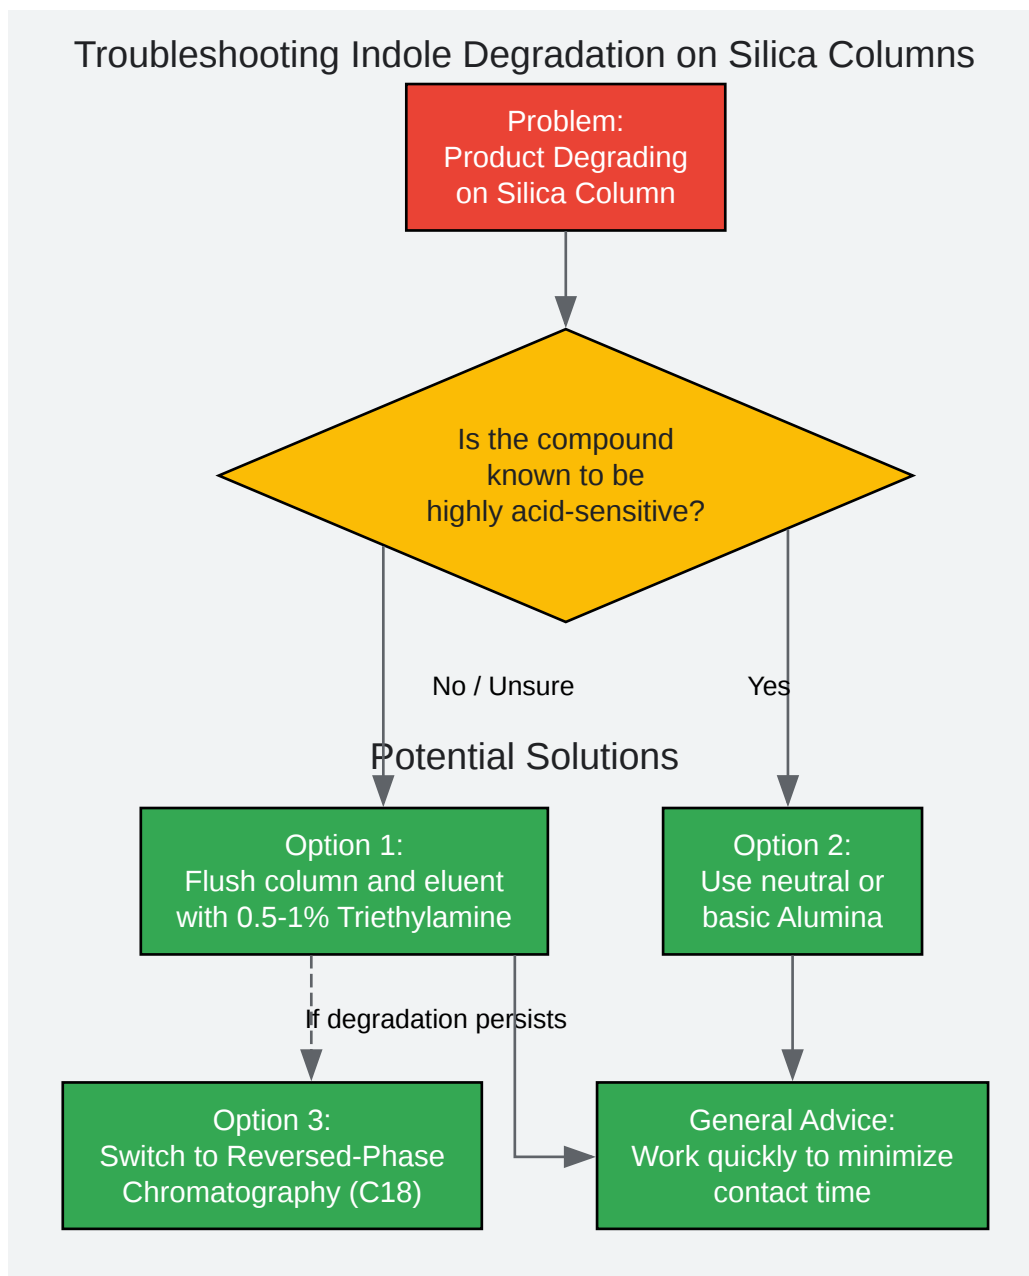 Troubleshooting Indole Degradation on Silica Columns
Problem:
Product Degrading
on Silica Column
Is the compound
known to be
highly acid-sensitive?
No / Unsure
Yes
Potential Solutions
Option 1:
Flush column and eluent
with 0.5-1% Triethylamine
Option 2:
Use neutral or
basic Alumina
If degradation persists
Option 3:
Switch to Reversed-Phase
Chromatography (C18)
General Advice:
Work quickly to minimize
contact time